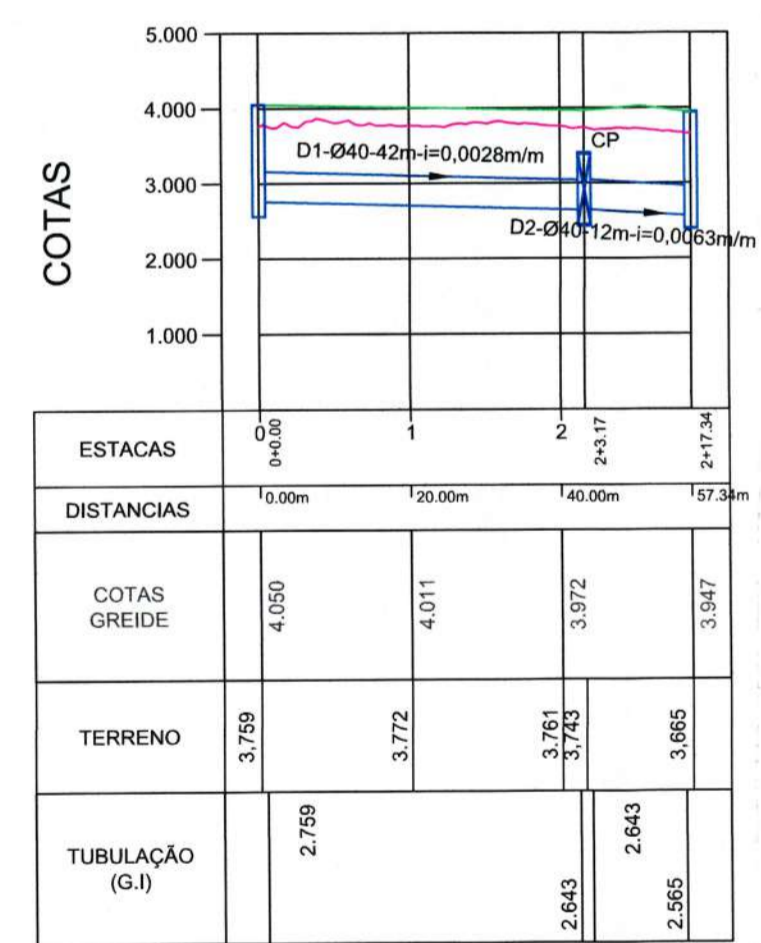 COTAS
5.000
4.000
3.000
2.000
1.000
CP
D1-Ø40-42m-i=0,0028m/m
D2-Ø40-12m-i=0,0063m/m
ESTACAS
0
0+0.00
1
2
2+3.17
2+17.34
DISTANCIAS
0.00m
20.00m
40.00m
57.34m
COTAS
GREIDE
4.050
4.011
3.972
3.947
TERRENO
3,759
3.772
3.761
3,743
3,665
TUBULAÇÃO
(G.I)
2.759
2.643
2.643
2.565